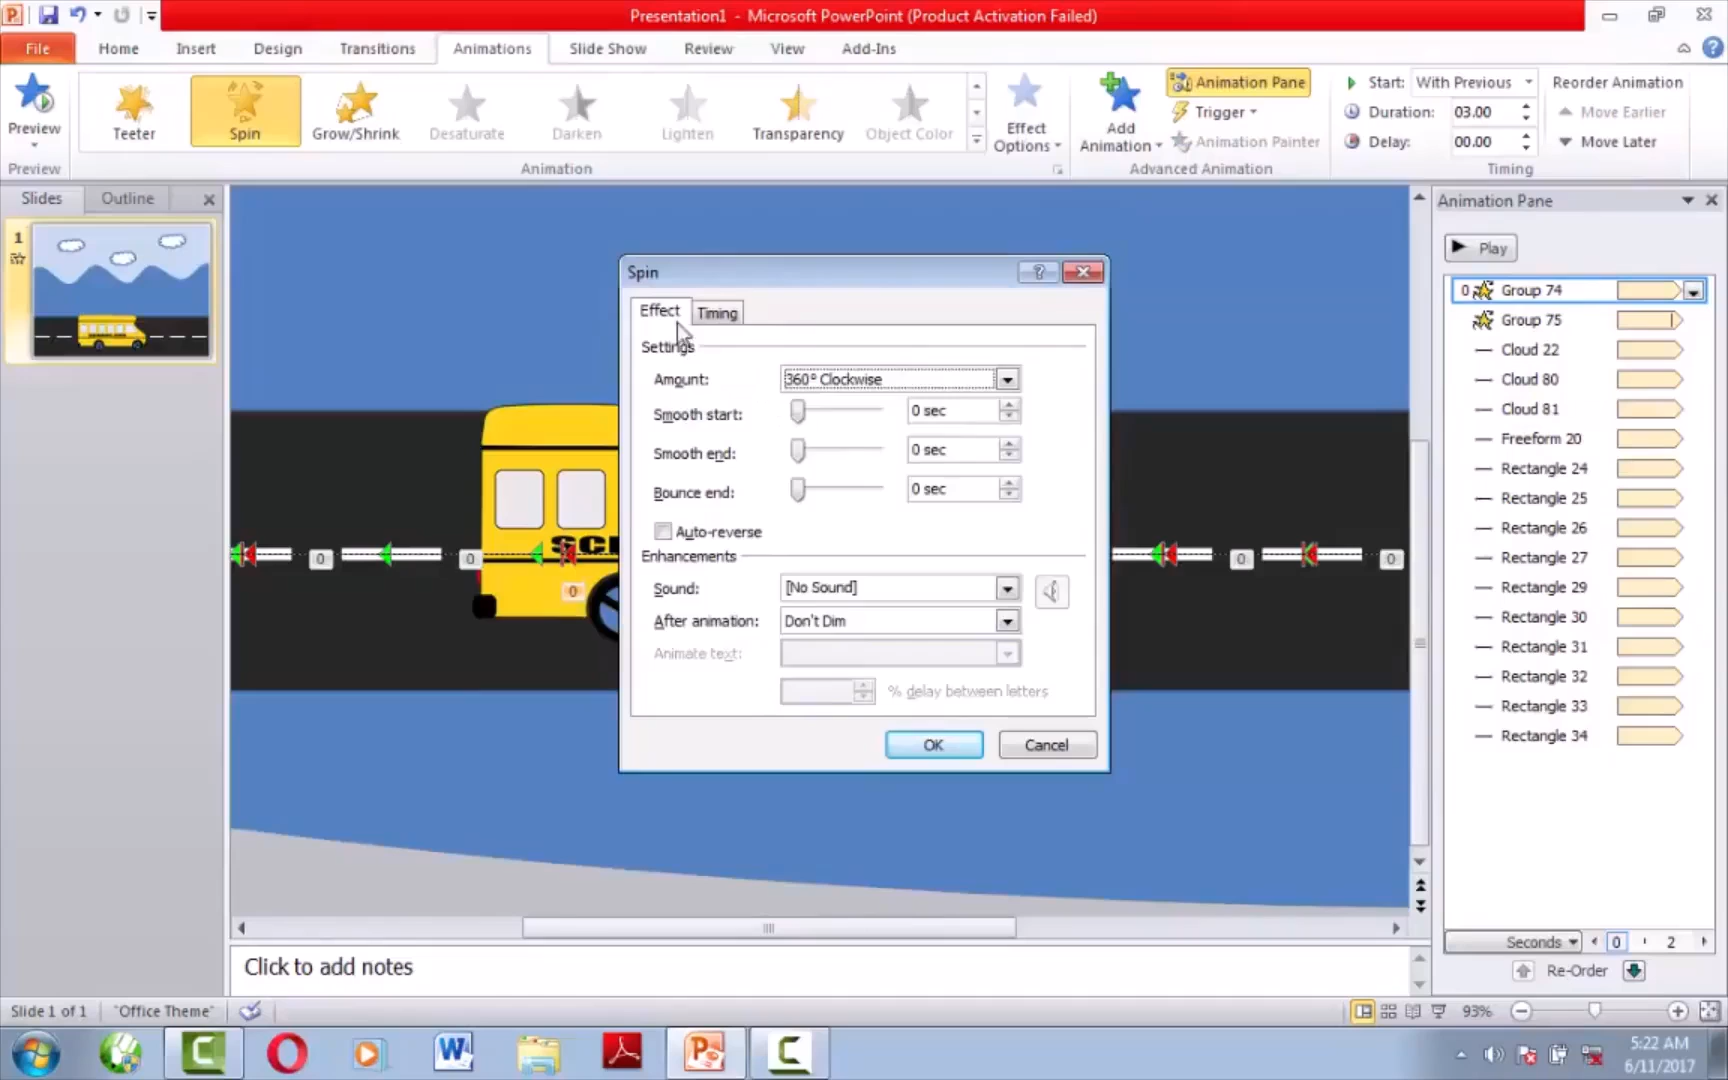 Presentation1 - Microsoft PowerPoint (Product Activation Failed)
File Home Insert Design Transitions Animations Slide Show Review View Add-Ins
Preview
Preview
Teeter Spin Grow/Shrink Desaturate Darken Lighten Transparency Object Color
Animation
Effect Options
Add Animation
Animation Pane
Trigger
Animation Painter
Advanced Animation
Start: With Previous
Duration: 03.00
Delay: 00.00
Reorder Animation
Move Earlier
Move Later
Timing
Slides Outline
1
0 0 0 0 0
SC
Spin
Effect Timing
Settings
Amount: 360° Clockwise
Smooth start: 0 sec
Smooth end: 0 sec
Bounce end: 0 sec
Auto-reverse
Enhancements
Sound: [No Sound]
After animation: Don't Dim
Animate text:
% delay between letters
OK Cancel
Animation Pane
Play
0 Group 74
Group 75
Cloud 22
Cloud 80
Cloud 81
Freeform 20
Rectangle 24
Rectangle 25
Rectangle 26
Rectangle 27
Rectangle 29
Rectangle 30
Rectangle 31
Rectangle 32
Rectangle 33
Rectangle 34
Seconds 0 2
Re-Order
Click to add notes
Slide 1 of 1 "Office Theme" 93%
5:22 AM
6/11/2017